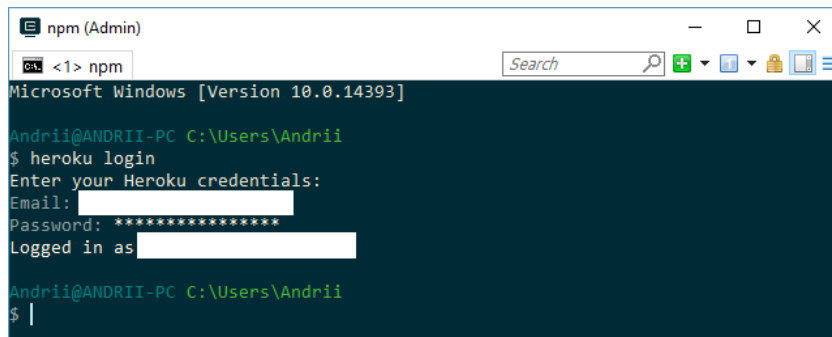 npm (Admin)
<1> npm
Search
Microsoft Windows [Version 10.0.14393]
Andrii@ANDRII-PC C:\Users\Andrii
$ heroku login
Enter your Heroku credentials:
Email:
Password: ****************
Logged in as
Andrii@ANDRII-PC C:\Users\Andrii
$